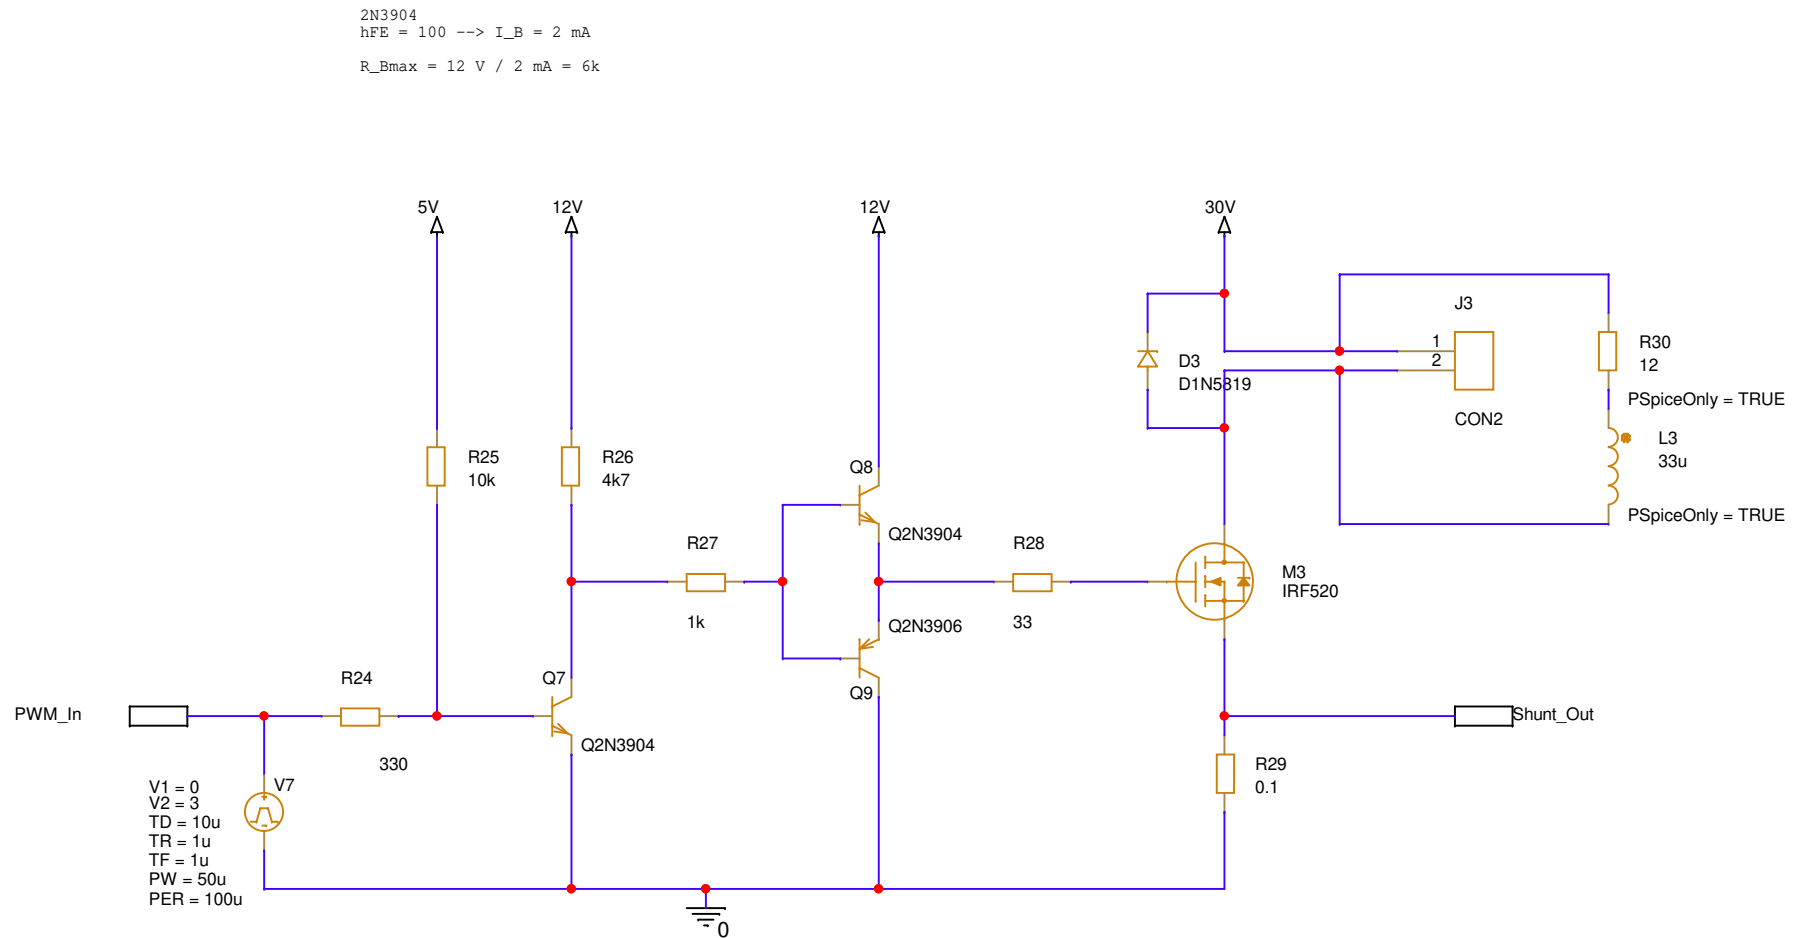 2N3904
hFE = 100 --> I_B = 2 mA
R_Bmax = 12 V / 2 mA = 6k
5V
12V
12V
30V
J3
1
2
CON2
R30
12
PSpiceOnly = TRUE
L3
33u
PSpiceOnly = TRUE
D3
D1N5819
R25
10k
R26
4k7
Q8
Q2N3904
R27
1k
R28
33
M3
IRF520
Q2N3906
Q9
R24
330
Q7
Q2N3904
PWM_In
Shunt_Out
R29
0.1
V7
V1 = 0
V2 = 3
TD = 10u
TR = 1u
TF = 1u
PW = 50u
PER = 100u
0